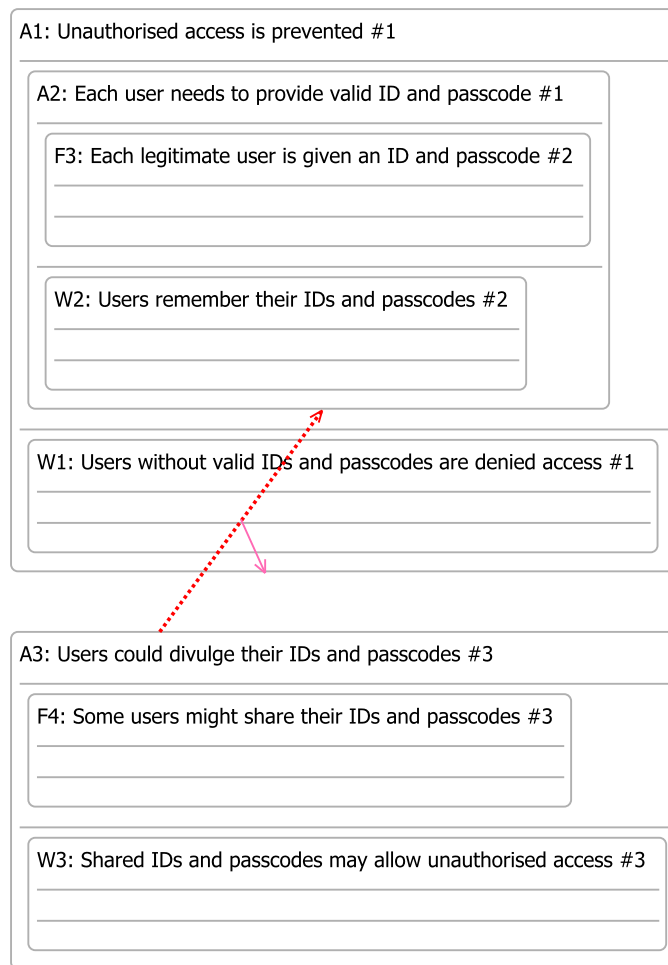 A1: Unauthorised access is prevented #1
A2: Each user needs to provide valid ID and passcode #1
F3: Each legitimate user is given an ID and passcode #2
W2: Users remember their IDs and passcodes #2
W1: Users without valid IDs and passcodes are denied access #1
A3: Users could divulge their IDs and passcodes #3
F4: Some users might share their IDs and passcodes #3
W3: Shared IDs and passcodes may allow unauthorised access #3